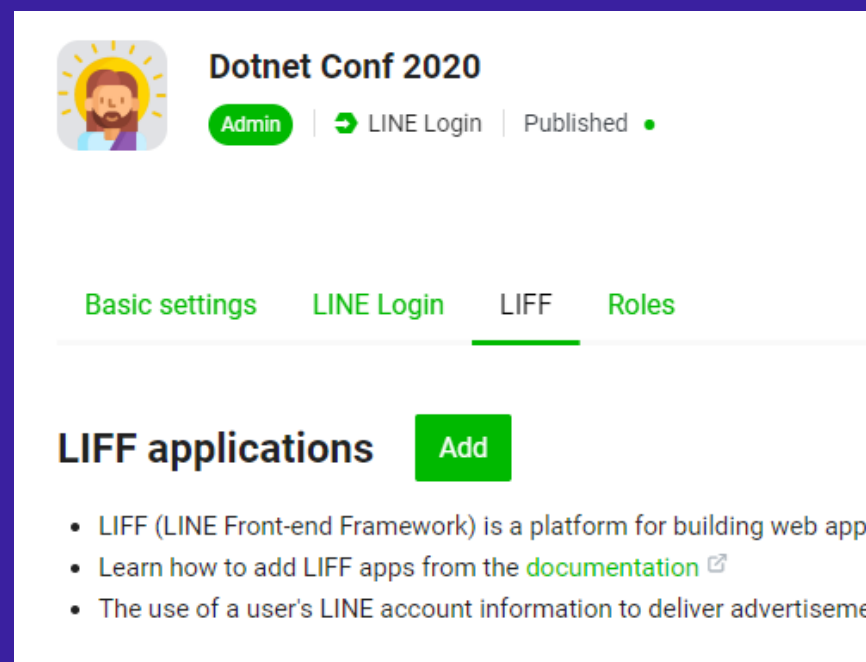 Dotnet Conf 2020
Admin LINE Login Published
Basic settings LINE Login LIFF Roles
LIFF applications Add
LIFF (LINE Front-end Framework) is a platform for building web app
Learn how to add LIFF apps from the documentation
The use of a user's LINE account information to deliver advertiseme